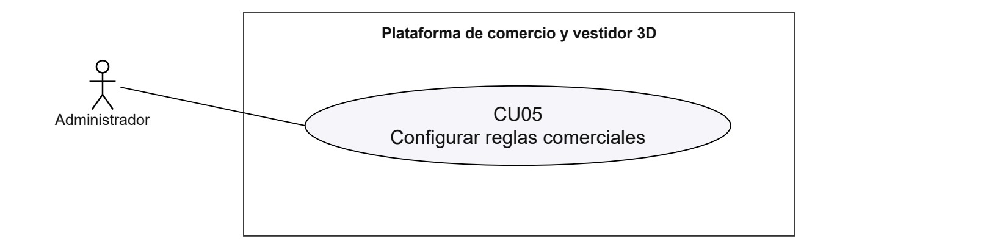 Plataforma de comercio y vestidor 3D
Administrador
CU05
Configurar reglas comerciales